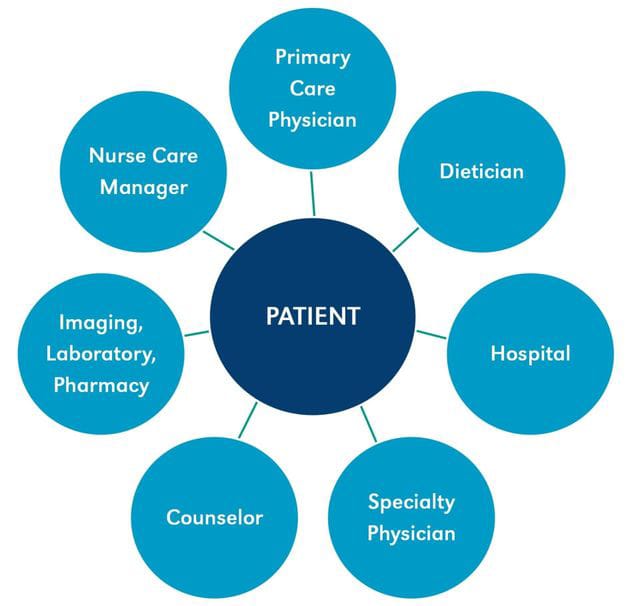 Primary
Care
Physician
Nurse Care
Manager
Dietician
PATIENT
Imaging,
Laboratory,
Pharmacy
Hospital
Counselor
Specialty
Physician